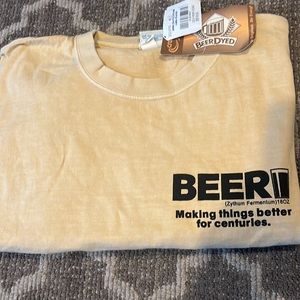 BEERDYED
BEER
(Zythum Fermentum)16OZ
Making things better
for centuries.